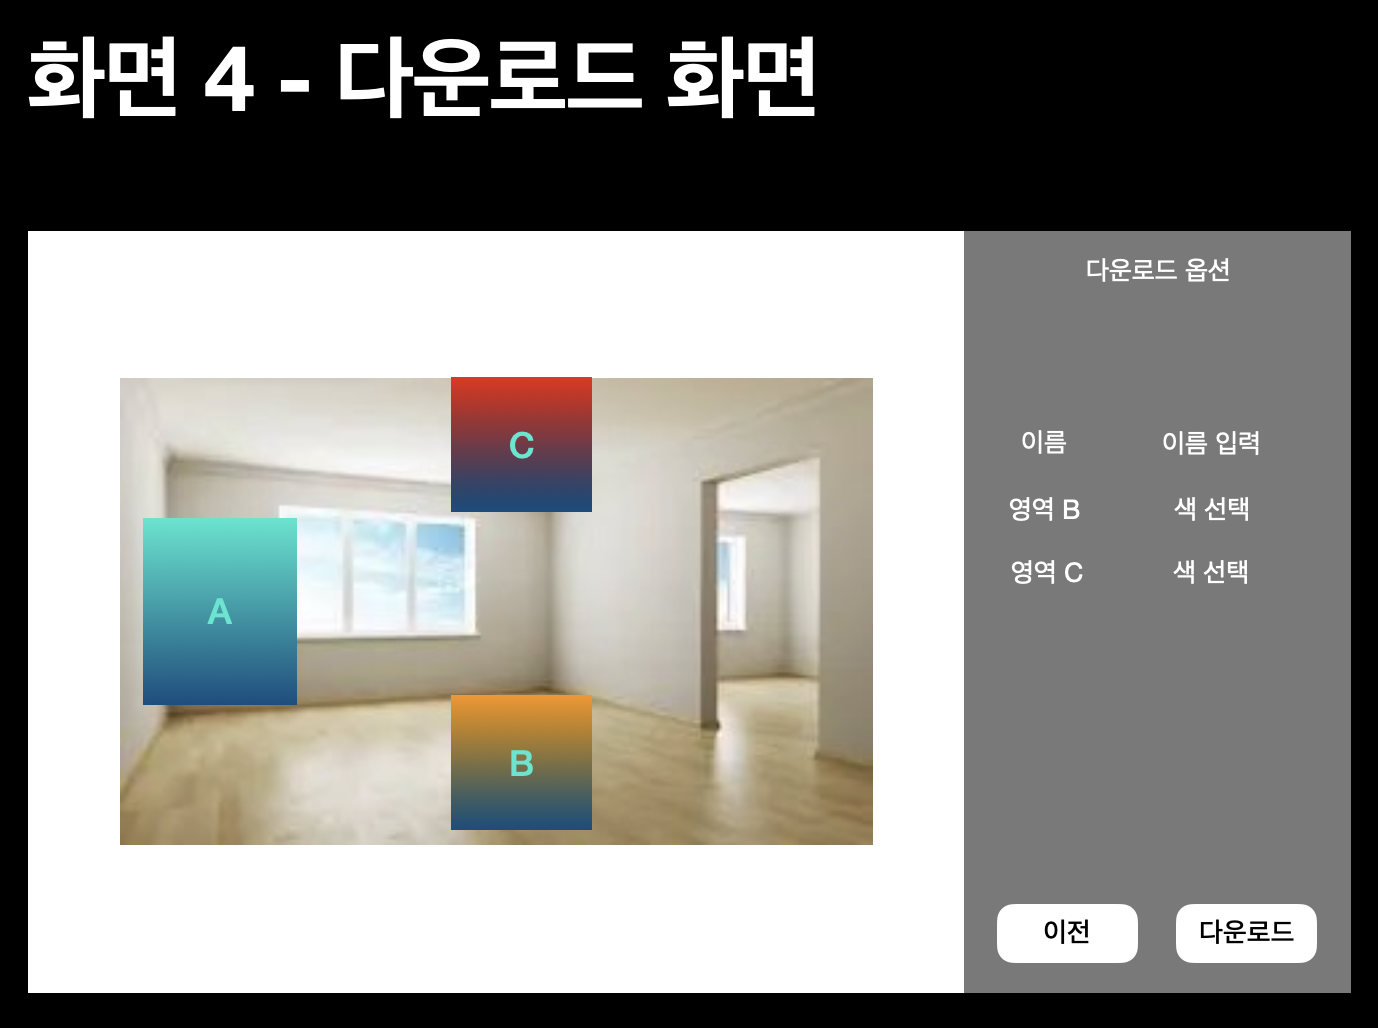 화면 4 - 다운로드 화면
다운로드 옵션
C
A
B
이름 이름 입력
영역 B 색 선택
영역 C 색 선택
이전 다운로드